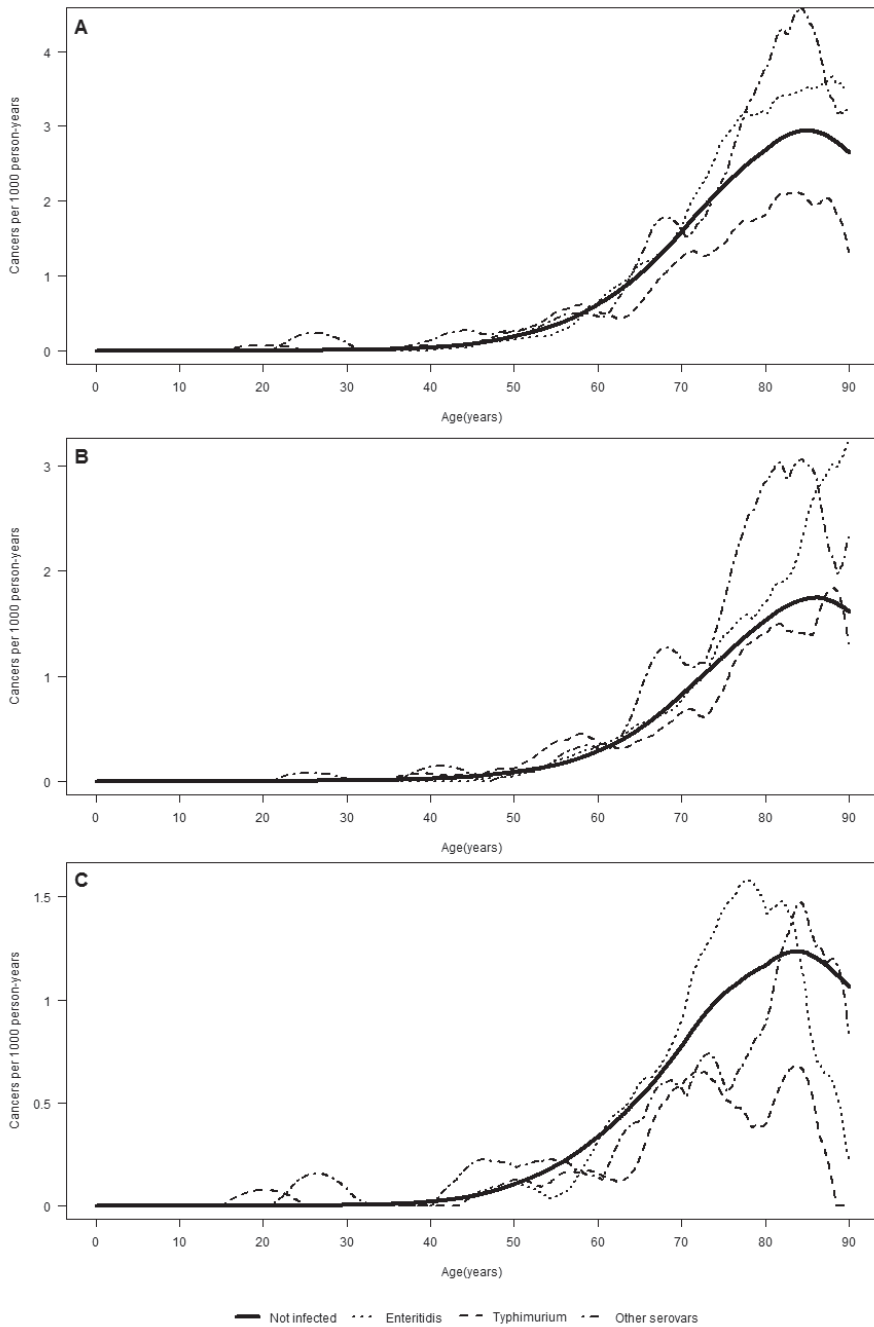 A
Cancers per 1000 person-years
4
3
2
1
0
0 10 20 30 40 50 60 70 80 90
Age(years)
B
Cancers per 1000 person-years
3
2
1
0
0 10 20 30 40 50 60 70 80 90
Age(years)
C
Cancers per 1000 person-years
1.5
1
0.5
0
0 10 20 30 40 50 60 70 80 90
Age(years)
Not infected Enteritidis Typhimurium Other serovars